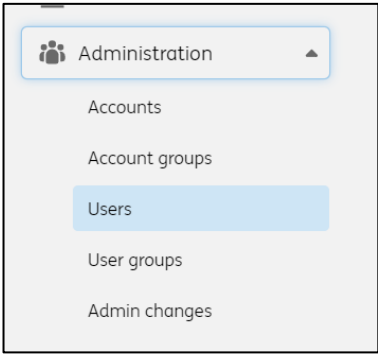 Administration
Accounts
Account groups
Users
User groups
Admin changes